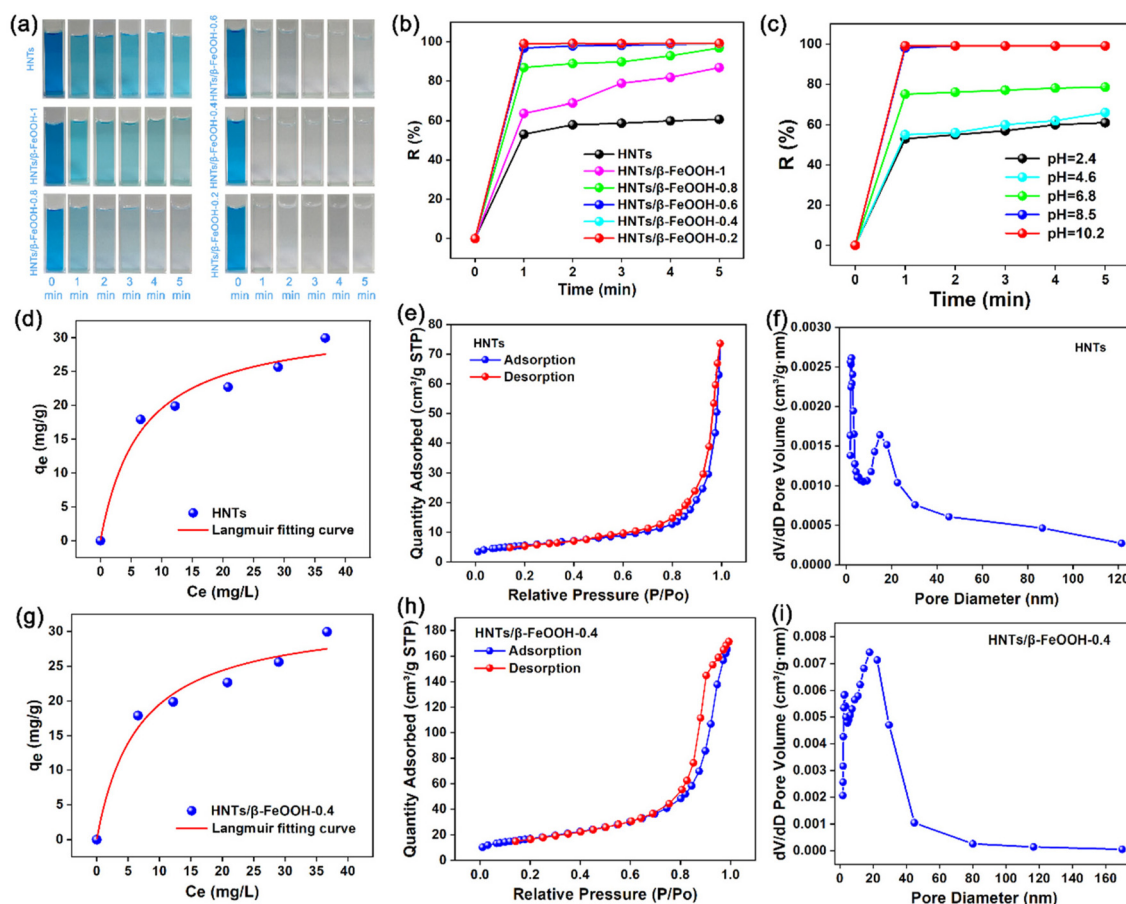 (a)
HNTs
HNTs/β-FeOOH-1
HNTs/β-FeOOH-0.8
HNTs/β-FeOOH-0.6
HNTs/β-FeOOH-0.4
HNTs/β-FeOOH-0.2
0 1 2 3 4 5 0 1 2 3 4 5
min min min min min min min min min min min min
(b)
R (%)
100
80
60
40
20
0
HNTs
HNTs/β-FeOOH-1
HNTs/β-FeOOH-0.8
HNTs/β-FeOOH-0.6
HNTs/β-FeOOH-0.4
HNTs/β-FeOOH-0.2
0 1 2 3 4 5
Time (min)
(c)
R (%)
100
80
60
40
20
0
pH=2.4
pH=4.6
pH=6.8
pH=8.5
pH=10.2
0 1 2 3 4 5
Time (min)
(d)
qe (mg/g)
30
25
20
15
10
5
0
HNTs
Langmuir fitting curve
0 5 10 15 20 25 30 35 40
Ce (mg/L)
(e)
Quantity Adsorbed (cm³/g STP)
80
70
60
50
40
30
20
10
0
HNTs
Adsorption
Desorption
0.0 0.2 0.4 0.6 0.8 1.0
Relative Pressure (P/Po)
(f)
dV/dD Pore Volume (cm³/g·nm)
0.0030
0.0025
0.0020
0.0015
0.0010
0.0005
0.0000
HNTs
0 20 40 60 80 100 120
Pore Diameter (nm)
(g)
qe (mg/g)
30
25
20
15
10
5
0
HNTs/β-FeOOH-0.4
Langmuir fitting curve
0 5 10 15 20 25 30 35 40
Ce (mg/L)
(h)
Quantity Adsorbed (cm³/g STP)
180
160
140
120
100
80
60
40
20
0
HNTs/β-FeOOH-0.4
Adsorption
Desorption
0.0 0.2 0.4 0.6 0.8 1.0
Relative Pressure (P/Po)
(i)
dV/dD Pore Volume (cm³/g·nm)
0.008
0.007
0.006
0.005
0.004
0.003
0.002
0.001
0.000
HNTs/β-FeOOH-0.4
0 20 40 60 80 100 120 140 160
Pore Diameter (nm)